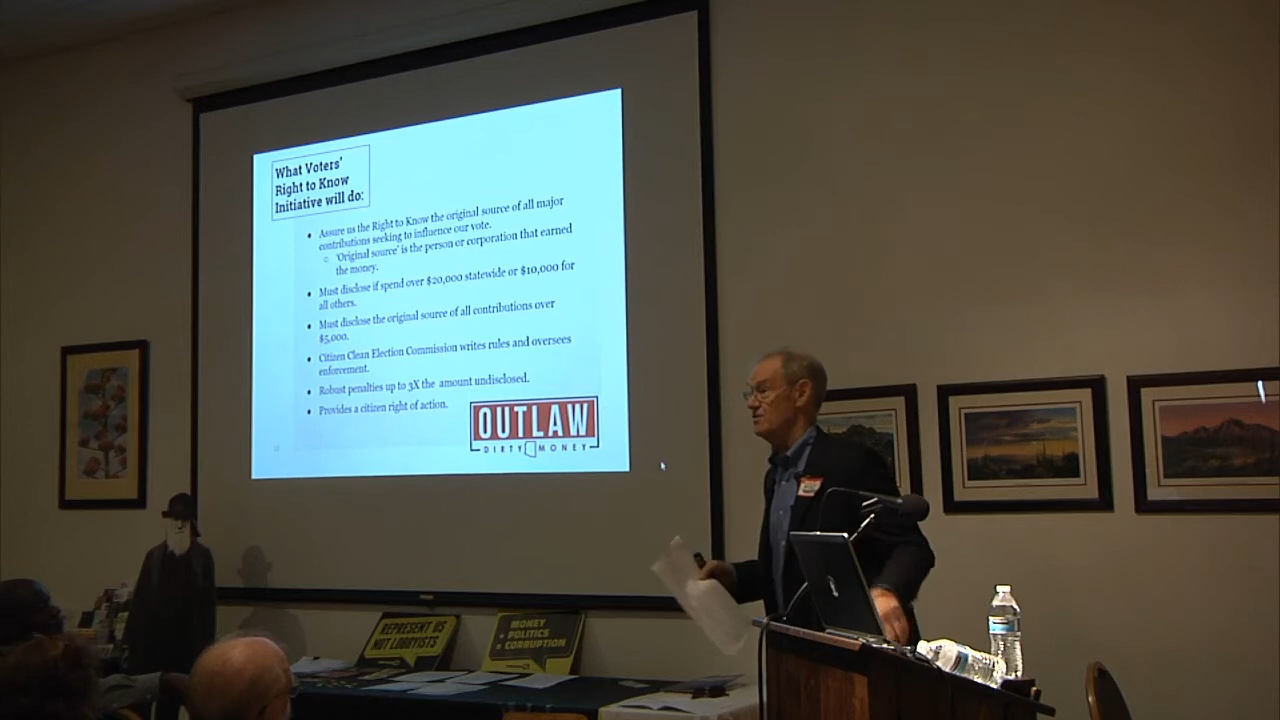 What Voters'
Right to Know
Initiative will do:
• Assure us the Right to Know the original source of all major
contributions seeking to influence our vote.
○ 'Original source' is the person or corporation that earned
the money.
• Must disclose if spend over $20,000 statewide or $10,000 for
all others.
• Must disclose the original source of all contributions over
$5,000.
• Citizen Clean Election Commission writes rules and oversees
enforcement.
• Robust penalties up to 3X the amount undisclosed.
• Provides a citizen right of action.
OUTLAW
DIRTY MONEY
REPRESENT US
NOT LOBBYISTS
MONEY
+ POLITICS
= CORRUPTION